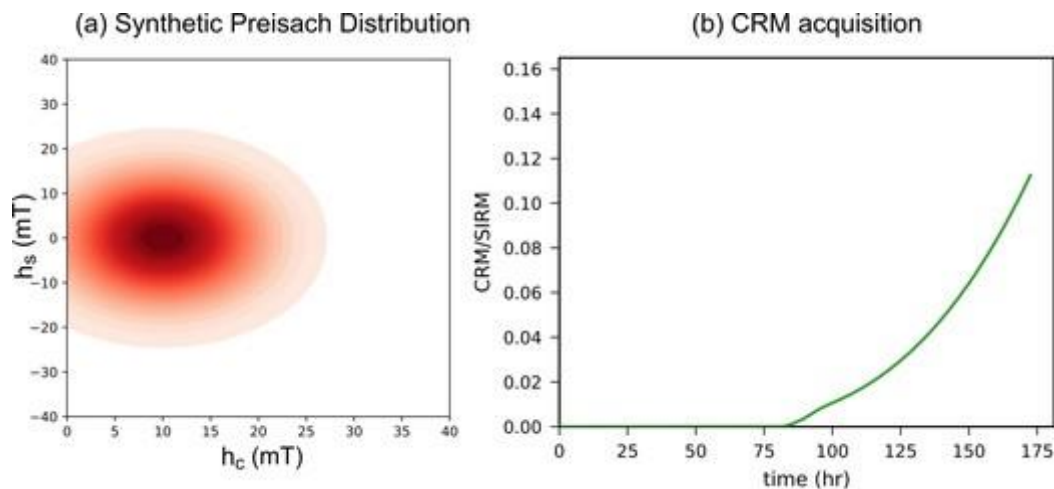 (a) Synthetic Preisach Distribution
40
30
20
10
0
−10
−20
−30
−40
h_s (mT)
0 5 10 15 20 25 30 35 40
h_c (mT)
(b) CRM acquisition
0.16
0.14
0.12
0.10
0.08
0.06
0.04
0.02
0.00
CRM/SIRM
0 25 50 75 100 125 150 175
time (hr)